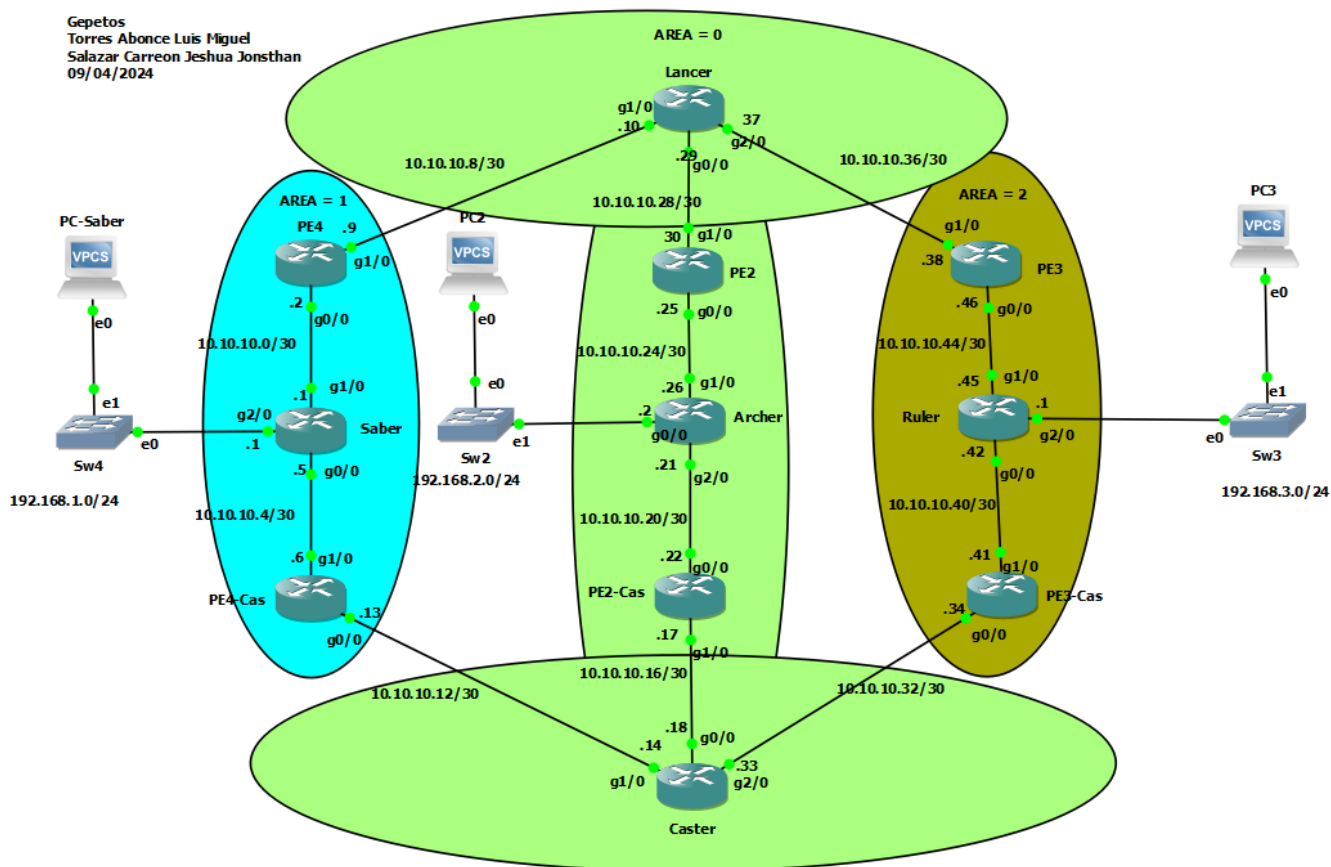 Gepetos
Torres Abonce Luis Miguel
Salazar Carreon Jeshua Jonsthan
09/04/2024
AREA = 0
Lancer
g1/0
.10
.37
g2/0
.29
g0/0
10.10.10.8/30
10.10.10.36/30
10.10.10.28/30
AREA = 1
PE4
.9
g1/0
.2
g0/0
10.10.10.0/30
g1/0
.1
g2/0
.1
Saber
.5
g0/0
10.10.10.4/30
.6
g1/0
PE4-Cas
.13
g0/0
10.10.10.12/30
PC-Saber
VPCS
e0
e1
e0
Sw4
192.168.1.0/24
PC2
VPCS
e0
e0
e1
Sw2
192.168.2.0/24
30
g1/0
PE2
.25
g0/0
10.10.10.24/30
.26
g1/0
.2
g0/0
Archer
.21
g2/0
10.10.10.20/30
.22
g0/0
PE2-Cas
.17
g1/0
10.10.10.16/30
.18
g0/0
.14
g1/0
.33
g2/0
Caster
AREA = 2
g1/0
.38
PE3
.46
g0/0
10.10.10.44/30
.45
g1/0
Ruler
.1
g2/0
.42
g0/0
10.10.10.40/30
.41
g1/0
.34
PE3-Cas
g0/0
10.10.10.32/30
PC3
VPCS
e0
e1
e0
Sw3
192.168.3.0/24